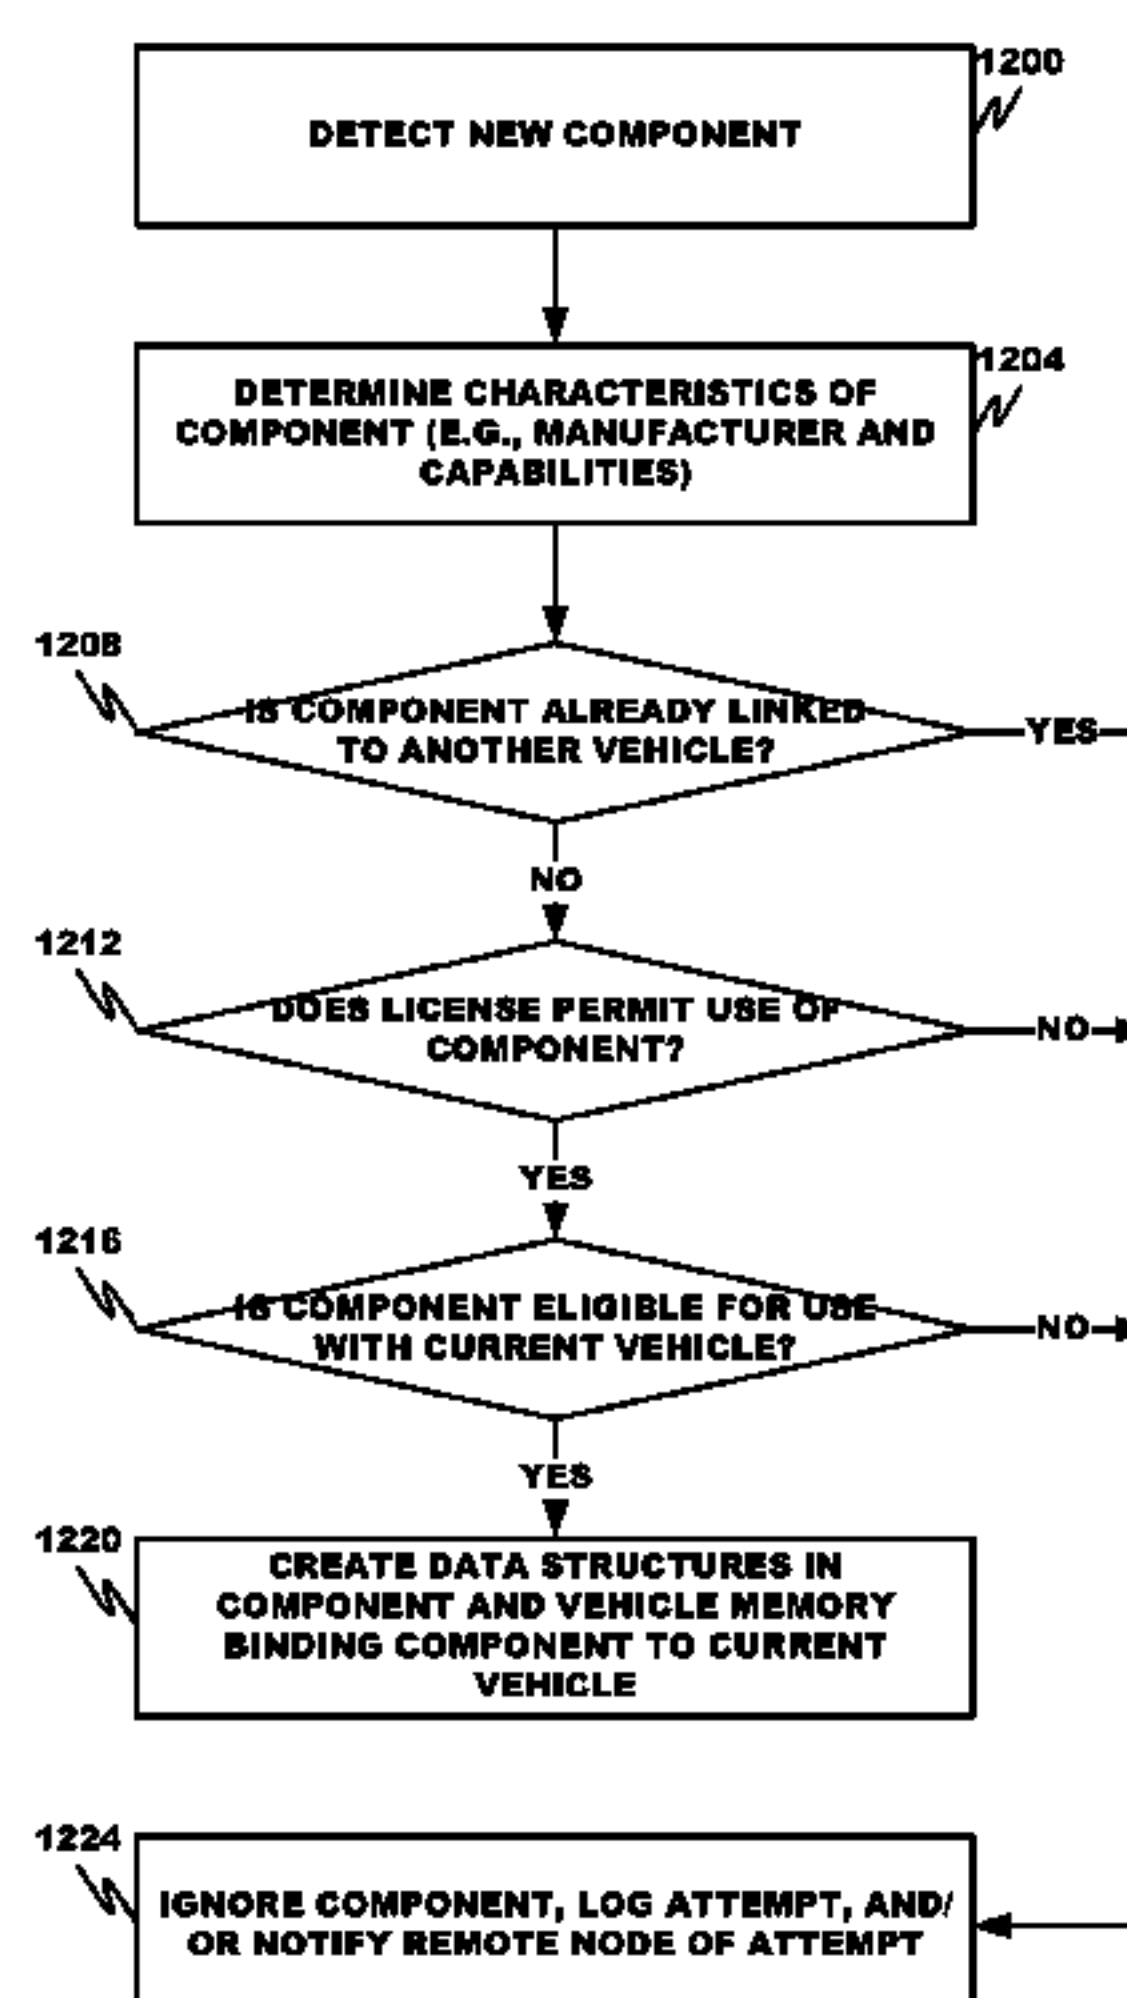 DETECT NEW COMPONENT
1200
1204
DETERMINE CHARACTERISTICS OF
COMPONENT (E.G., MANUFACTURER AND
CAPABILITIES)
1208
IS COMPONENT ALREADY LINKED
TO ANOTHER VEHICLE?
YES
NO
1212
DOES LICENSE PERMIT USE OF
COMPONENT?
NO
YES
1216
IS COMPONENT ELIGIBLE FOR USE
WITH CURRENT VEHICLE?
NO
YES
1220
CREATE DATA STRUCTURES IN
COMPONENT AND VEHICLE MEMORY
BINDING COMPONENT TO CURRENT
VEHICLE
1224
IGNORE COMPONENT, LOG ATTEMPT, AND/
OR NOTIFY REMOTE NODE OF ATTEMPT